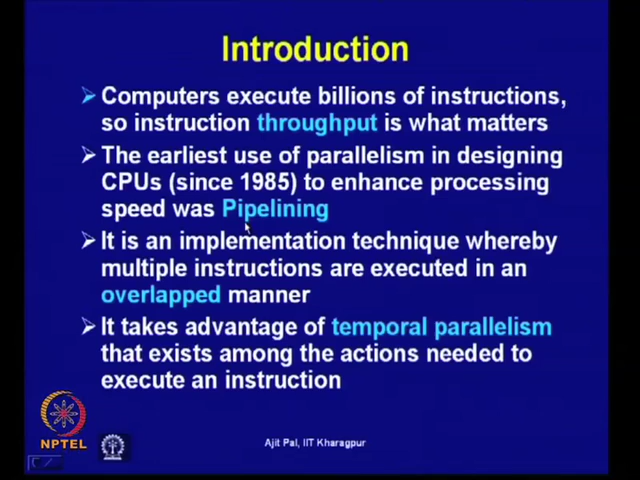 Introduction
Computers execute billions of instructions,
so instruction throughput is what matters
The earliest use of parallelism in designing
CPUs (since 1985) to enhance processing
speed was Pipelining
It is an implementation technique whereby
multiple instructions are executed in an
overlapped manner
It takes advantage of temporal parallelism
that exists among the actions needed to
execute an instruction
NPTEL
Ajit Pal, IIT Kharagpur